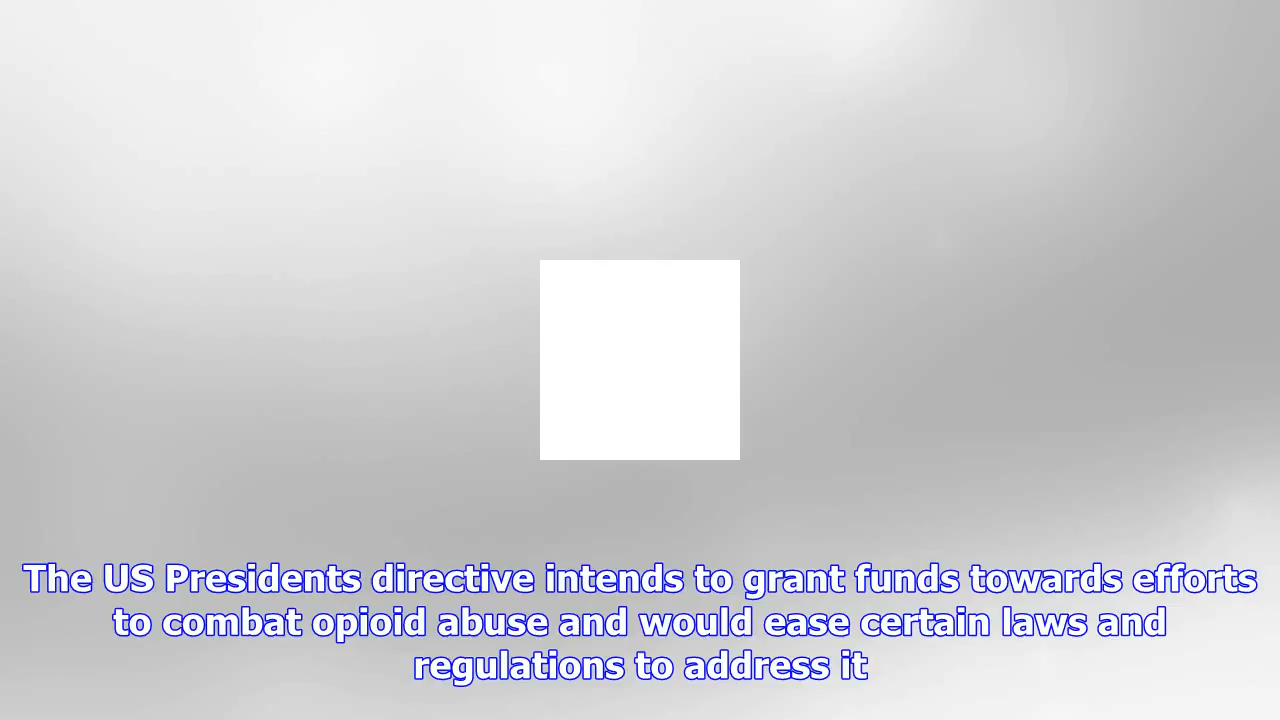 The US Presidents directive intends to grant funds towards efforts
to combat opioid abuse and would ease certain laws and
regulations to address it